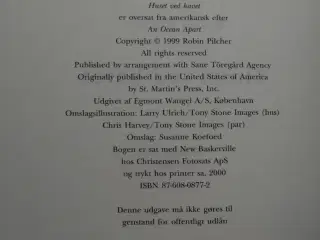 Huset ved havet
er oversat fra amerikansk efter
An Ocean Apart
Copyright © 1999 Robin Pilcher
All rights reserved
Published by arrangement with Sane Töregård Agency
Originally published in the United States of America
by St. Martin's Press, Inc.
Udgivet af Egmont Wangel A/S, København
Omslagsillustration: Larry Ulrich/Tony Stone Images (hus)
Chris Harvey/Tony Stone Images (par)
Omslag: Susanne Koefoed
Bogen er sat med New Baskerville
hos Christensen Fotosats ApS
og trykt hos printer sa, 2000
ISBN 87-608-0877-2
Denne udgave må ikke gøres til
genstand for offentligt udlån